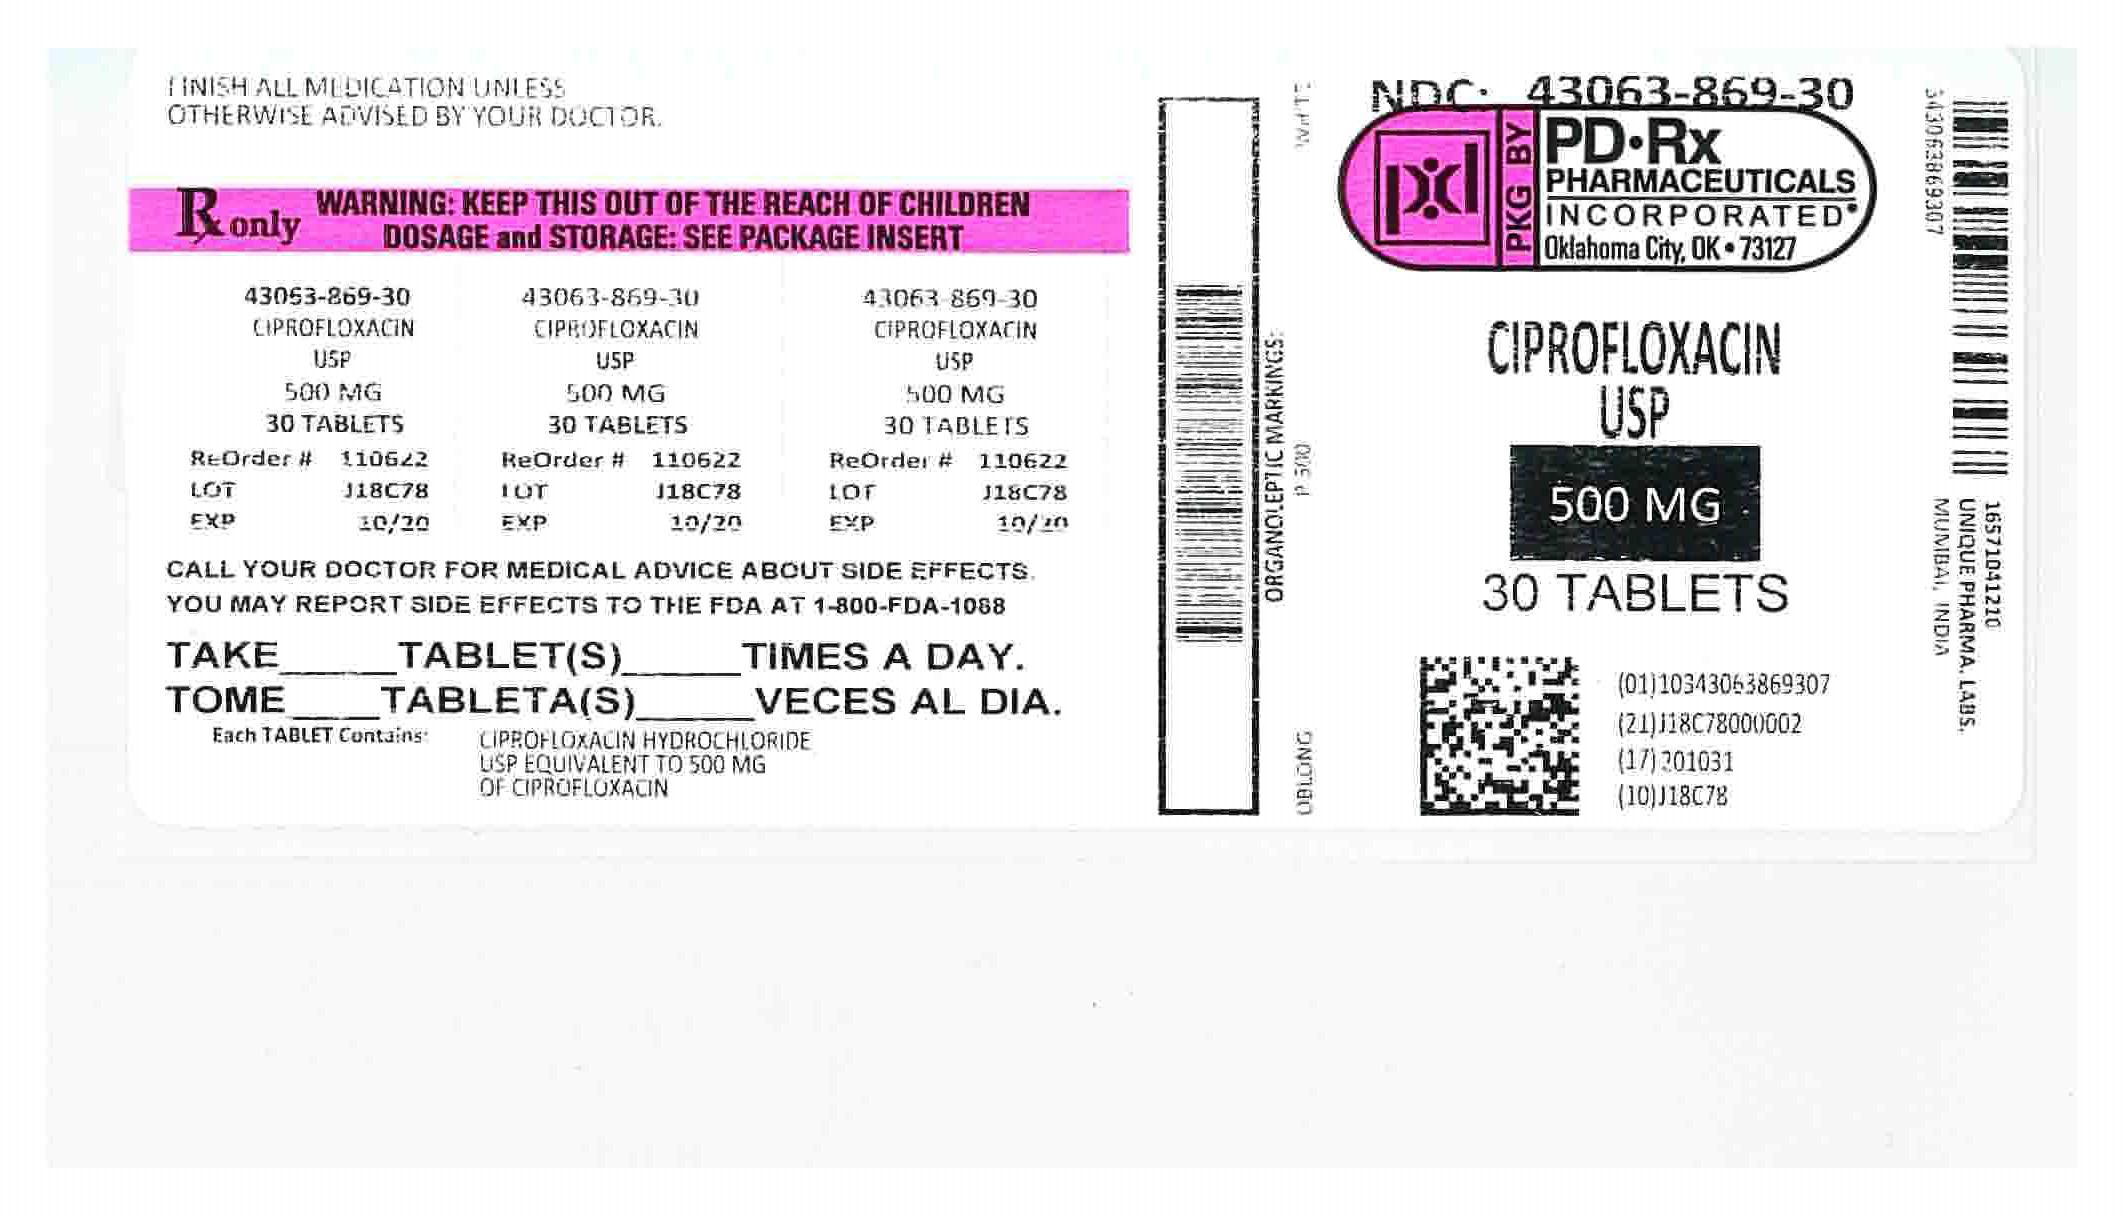 FINISH ALL MEDICATION UNLESS
OTHERWISE ADVISED BY YOUR DOCTOR.
Rx only
WARNING: KEEP THIS OUT OF THE REACH OF CHILDREN
DOSAGE and STORAGE: SEE PACKAGE INSERT
43063-869-30 43063-869-30 43063-869-30
CIPROFLOXACIN CIPROFLOXACIN CIPROFLOXACIN
USP USP USP
500 MG 500 MG 500 MG
30 TABLETS 30 TABLETS 30 TABLETS
ReOrder # 110622 ReOrder # 110622 ReOrder # 110622
LOT J18C78 LOT J18C78 LOT J18C78
EXP 10/20 EXP 10/20 EXP 10/20
CALL YOUR DOCTOR FOR MEDICAL ADVICE ABOUT SIDE EFFECTS.
YOU MAY REPORT SIDE EFFECTS TO THE FDA AT 1-800-FDA-1088
TAKE_____TABLET(S)_____TIMES A DAY.
TOME____TABLETA(S)_____VECES AL DIA.
Each TABLET Contains: CIPROFLOXACIN HYDROCHLORIDE
USP EQUIVALENT TO 500 MG
OF CIPROFLOXACIN
ORGANOLEPTIC MARKINGS:
OBLONG P 500 WHITE
NDC: 43063-869-30
PKG BY
PD•Rx
PHARMACEUTICALS
INCORPORATED
Oklahoma City, OK • 73127
CIPROFLOXACIN
USP
500 MG
30 TABLETS
(01)10343063869307
(21)J18C78000002
(17)201031
(10)J18C78
343063869307
16571041210
UNIQUE PHARMA. LABS.
MUMBAI, INDIA